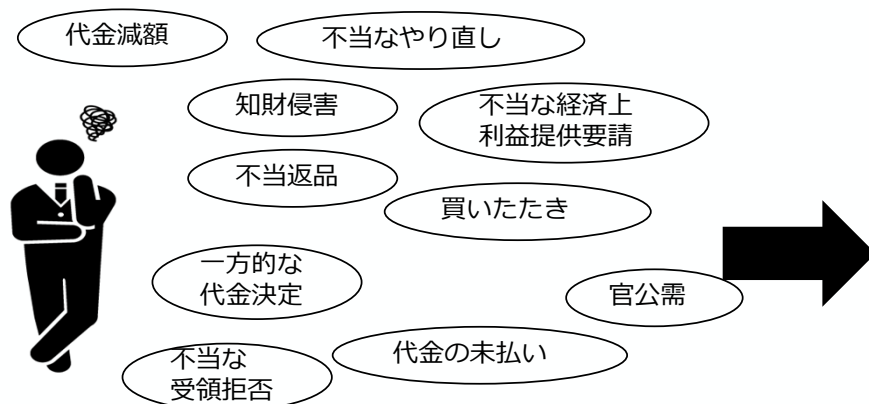 代金減額
不当なやり直し
知財侵害
不当な経済上
利益提供要請
不当返品
買いたたき
一方的な
代金決定
官公需
代金の未払い
不当な
受領拒否